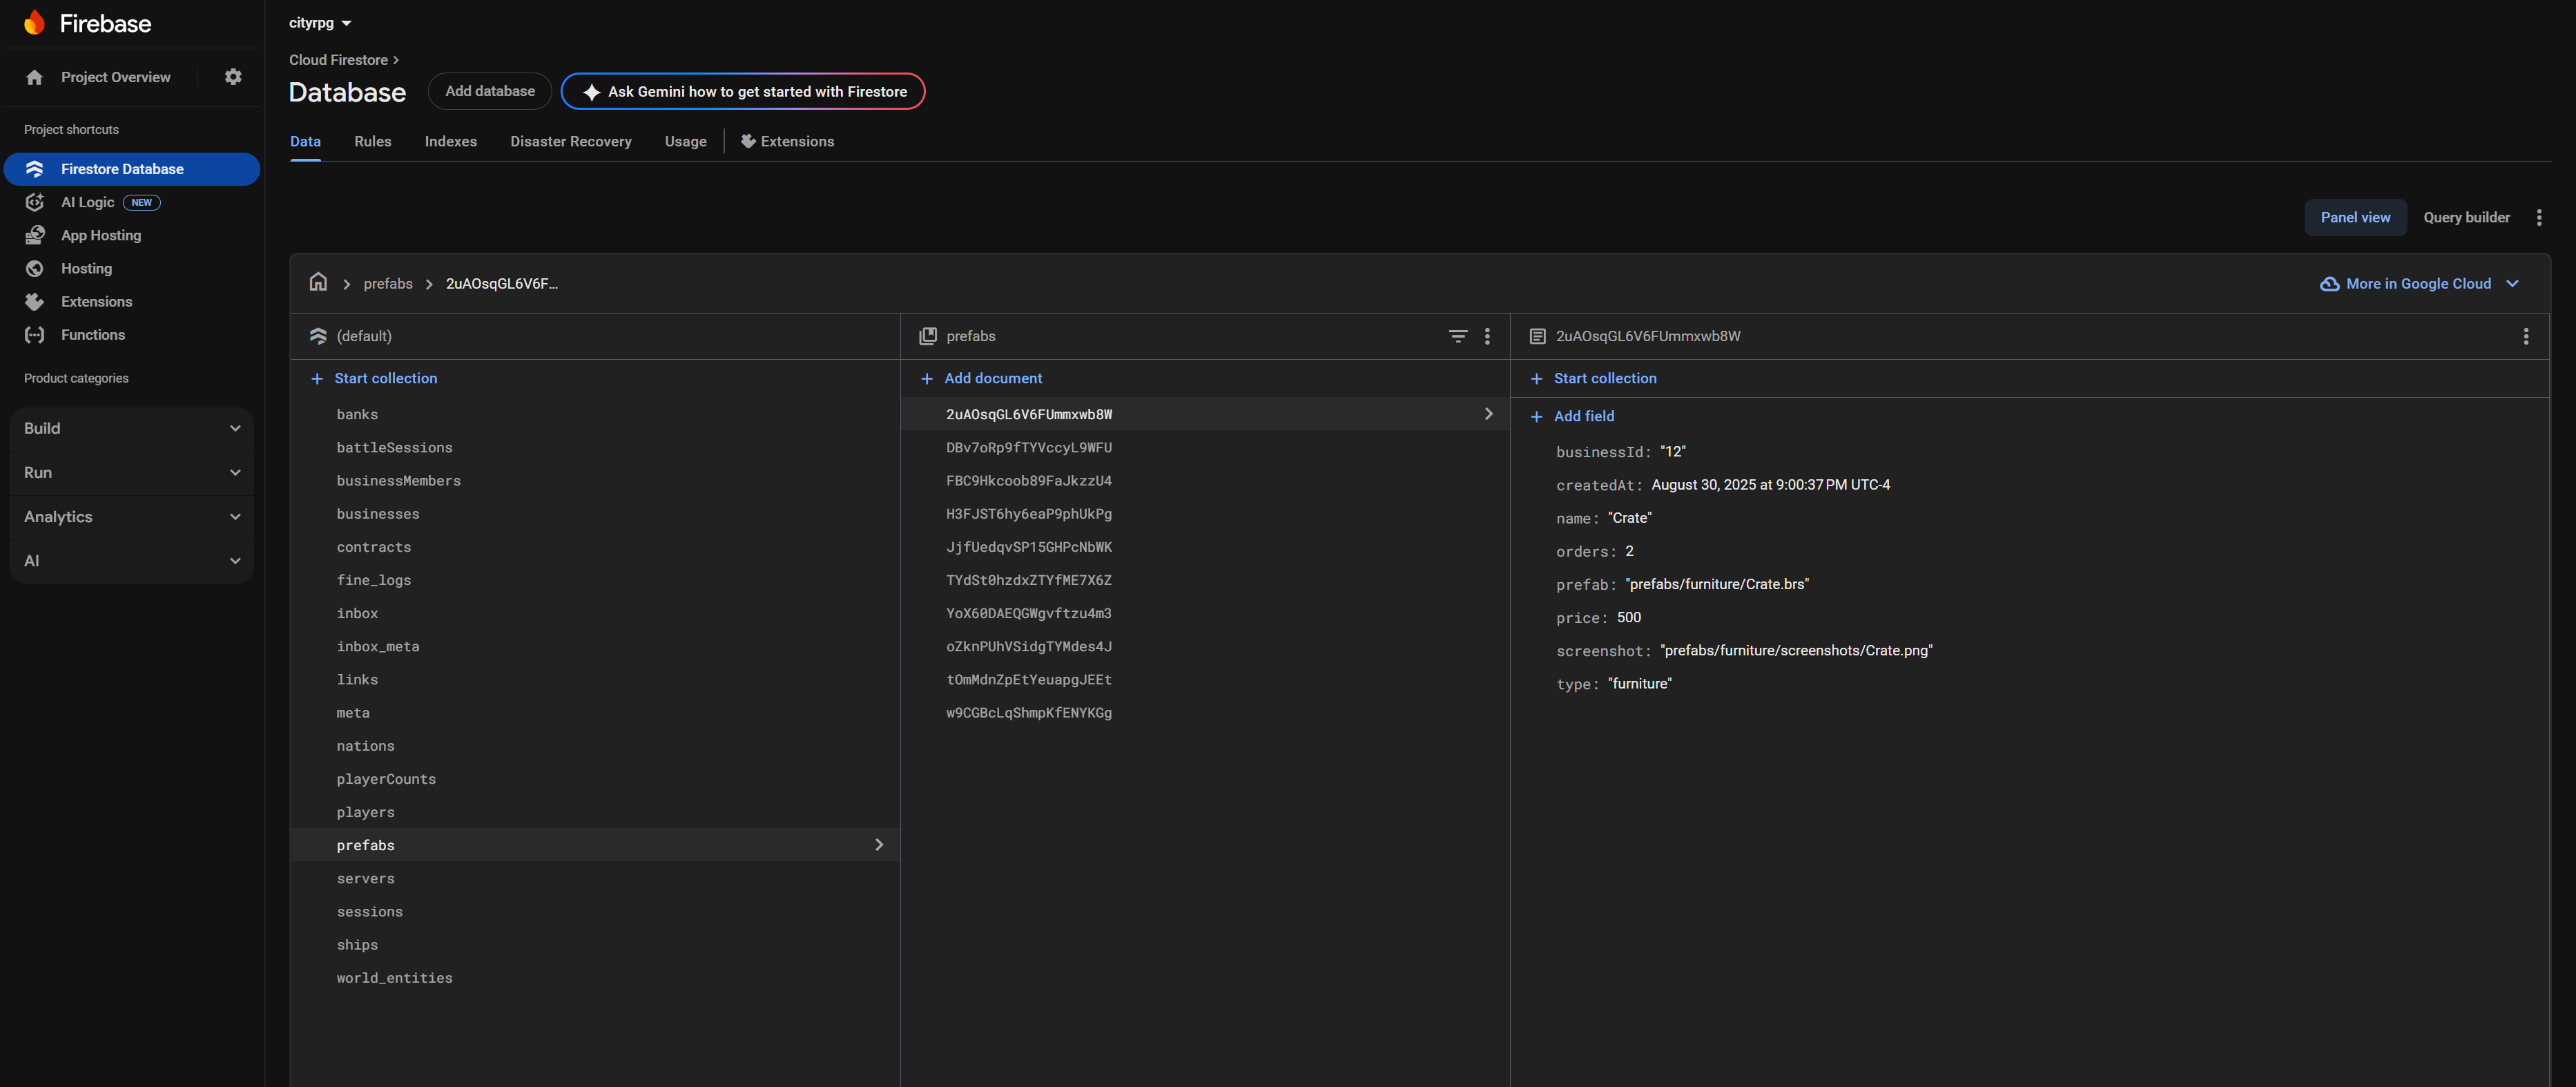 Firebase
Project Overview
Project shortcuts
Firestore Database
AI Logic NEW
App Hosting
Hosting
Extensions
Functions
Product categories
Build
Run
Analytics
AI
cityrpg
Cloud Firestore
Database
Add database
Ask Gemini how to get started with Firestore
Data Rules Indexes Disaster Recovery Usage Extensions
Panel view Query builder
prefabs 2uAOsqGL6V6F...
More in Google Cloud
(default)
Start collection
banks
battleSessions
businessMembers
businesses
contracts
fine_logs
inbox
inbox_meta
links
meta
nations
playerCounts
players
prefabs
servers
sessions
ships
world_entities
prefabs
Add document
2uAOsqGL6V6FUmmxwb8W
DBv7oRp9fTYVccyL9WFU
FBC9Hkcoob89FaJkzzU4
H3FJST6hy6eaP9phUkPg
JjfUedqvSP15GHPcNbWK
TYdSt0hzdxZTYfME7X6Z
YoX60DAEQGWgvftzu4m3
oZknPUhVSidgTYMdes4J
tOmMdnZpEtYeuapgJEEt
w9CGBcLqShmpKfENYKGg
2uAOsqGL6V6FUmmxwb8W
Start collection
Add field
businessId: "12"
createdAt: August 30, 2025 at 9:00:37 PM UTC-4
name: "Crate"
orders: 2
prefab: "prefabs/furniture/Crate.brs"
price: 500
screenshot: "prefabs/furniture/screenshots/Crate.png"
type: "furniture"